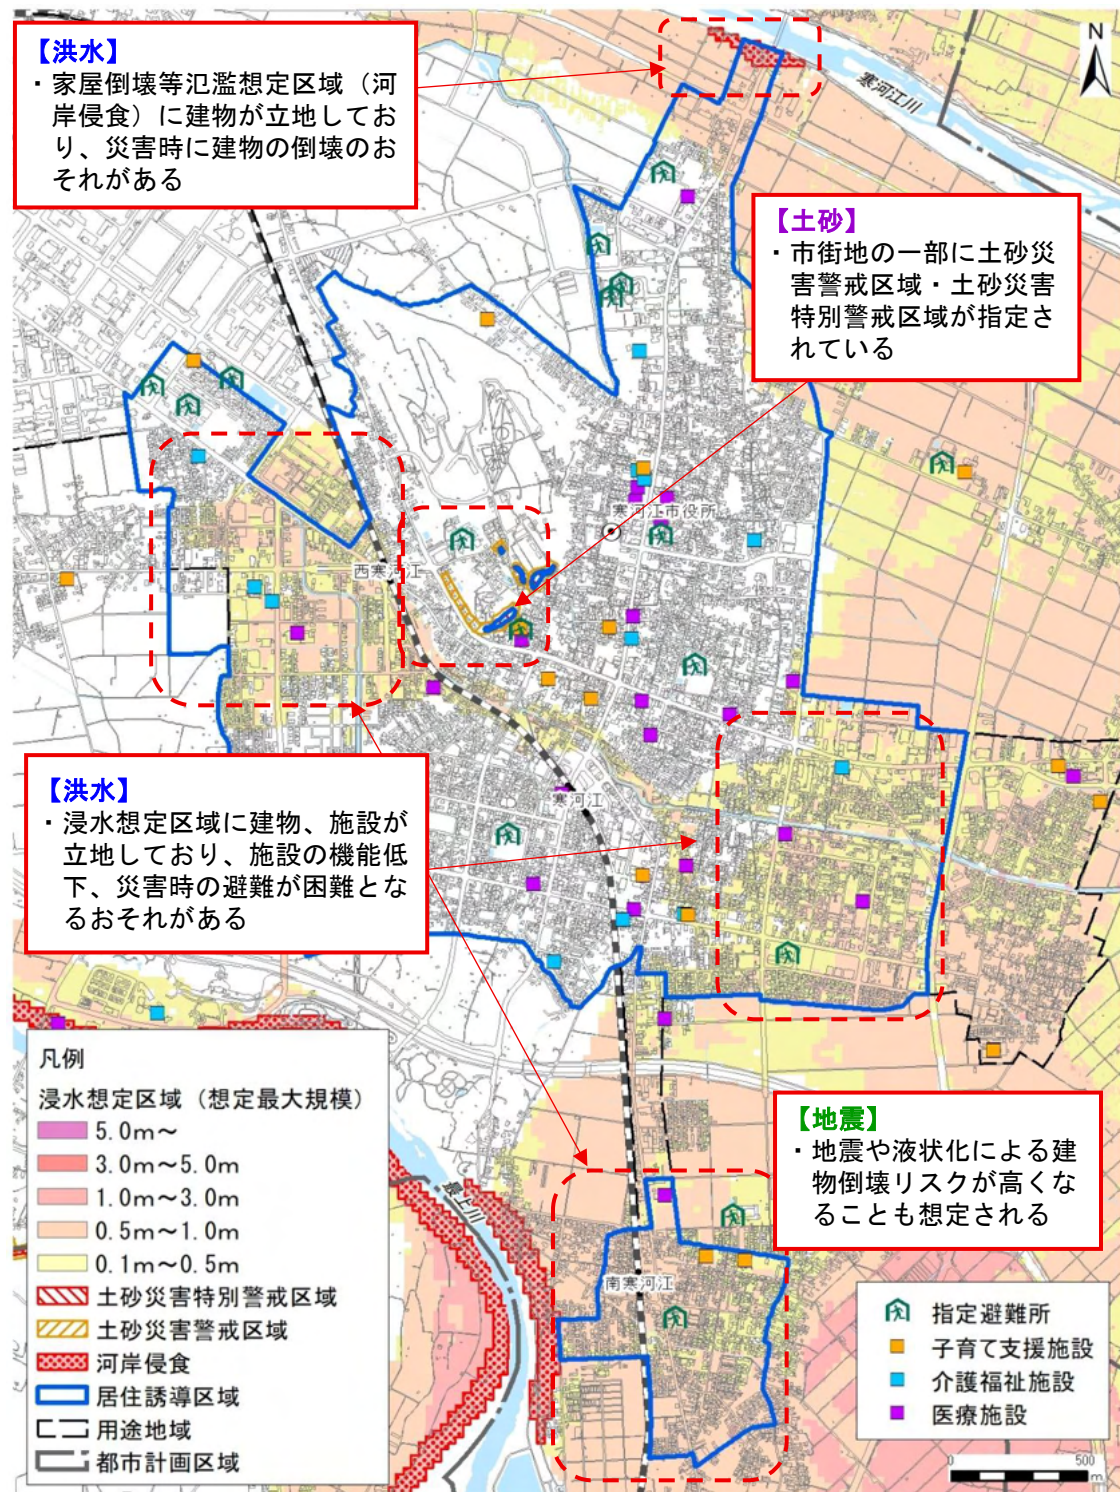 【洪水】
・家屋倒壊等氾濫想定区域（河
岸侵食）に建物が立地してお
り、災害時に建物の倒壊のお
それがある
N
寒河江川
【土砂】
・市街地の一部に土砂災
害警戒区域・土砂災害
特別警戒区域が指定さ
れている
寒河江市役所
西寒河江
【洪水】
・浸水想定区域に建物、施設が
立地しており、施設の機能低
下、災害時の避難が困難とな
るおそれがある
寒河江
凡例
浸水想定区域（想定最大規模）
5.0m～
3.0m～5.0m
1.0m～3.0m
0.5m～1.0m
0.1m～0.5m
土砂災害特別警戒区域
土砂災害警戒区域
河岸侵食
居住誘導区域
用途地域
都市計画区域
最上川
【地震】
・地震や液状化による建
物倒壊リスクが高くな
ることも想定される
南寒河江
指定避難所
子育て支援施設
介護福祉施設
医療施設
0 500
m